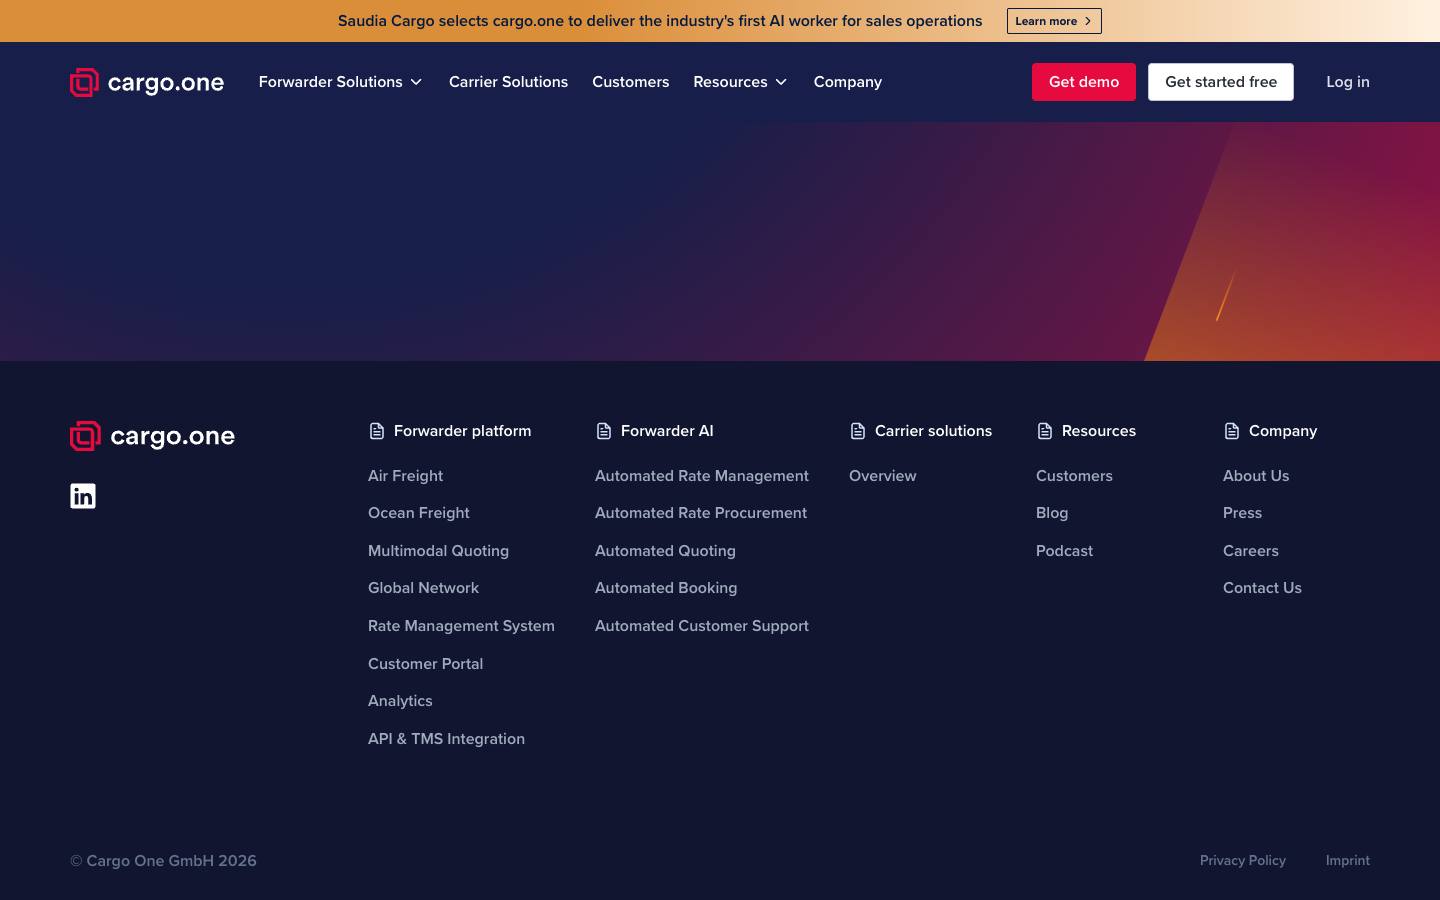 Saudia Cargo selects cargo.one to deliver the industry's first AI worker for sales operations
Learn more
cargo.one
Forwarder Solutions
Carrier Solutions
Customers
Resources
Company
Get demo
Get started free
Log in
cargo.one
in
Forwarder platform
Air Freight
Ocean Freight
Multimodal Quoting
Global Network
Rate Management System
Customer Portal
Analytics
API & TMS Integration
Forwarder AI
Automated Rate Management
Automated Rate Procurement
Automated Quoting
Automated Booking
Automated Customer Support
Carrier solutions
Overview
Resources
Customers
Blog
Podcast
Company
About Us
Press
Careers
Contact Us
© Cargo One GmbH 2026
Privacy Policy
Imprint